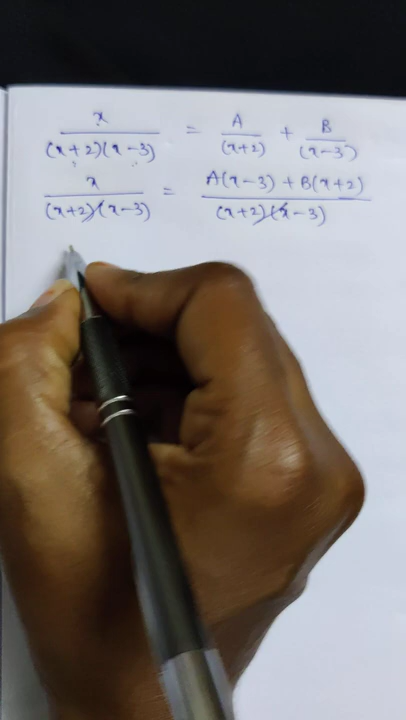 x/((x+2)(x-3)) = A/(x+2) + B/(x-3)
x/((x+2)(x-3)) = (A(x-3) + B(x+2))/((x+2)(x-3))